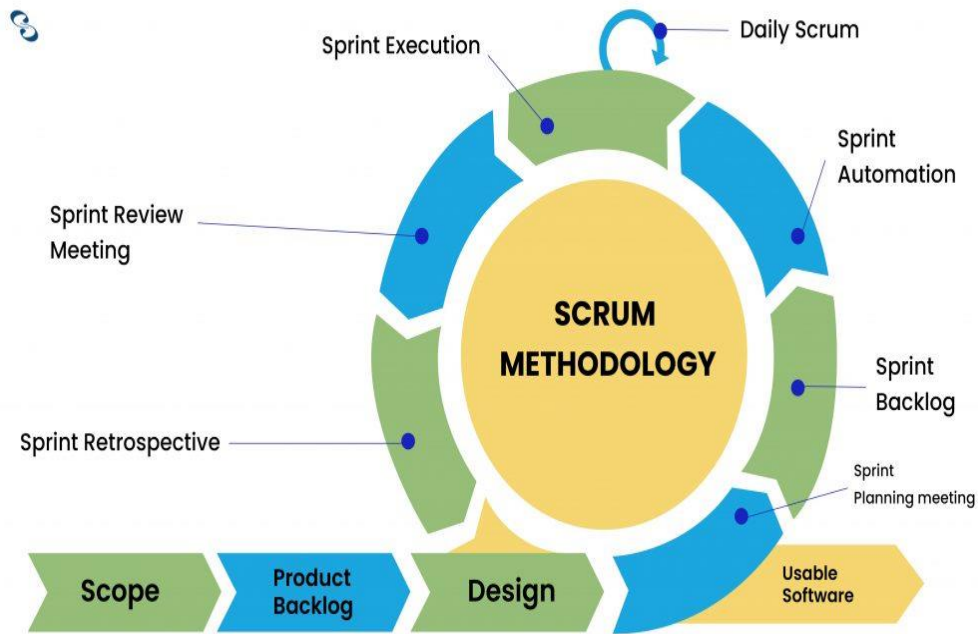 Daily Scrum
Sprint Execution
Sprint
Automation
Sprint Review
Meeting
SCRUM
METHODOLOGY
Sprint
Backlog
Sprint Retrospective
Sprint
Planning meeting
Scope
Product
Backlog
Design
Usable
Software